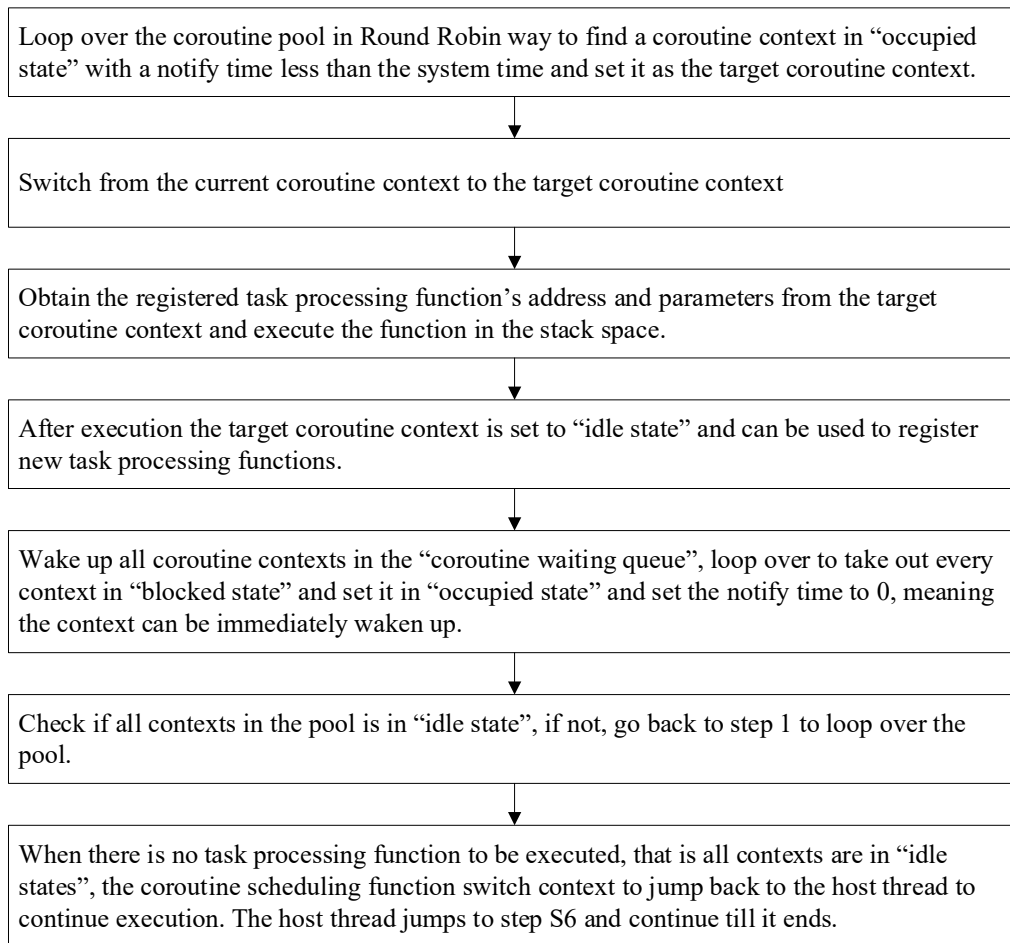 Loop over the coroutine pool in Round Robin way to find a coroutine context in “occupied
state” with a notify time less than the system time and set it as the target coroutine context.
Switch from the current coroutine context to the target coroutine context
Obtain the registered task processing function’s address and parameters from the target
coroutine context and execute the function in the stack space.
After execution the target coroutine context is set to “idle state” and can be used to register
new task processing functions.
Wake up all coroutine contexts in the “coroutine waiting queue”, loop over to take out every
context in “blocked state” and set it in “occupied state” and set the notify time to 0, meaning
the context can be immediately waken up.
Check if all contexts in the pool is in “idle state”, if not, go back to step 1 to loop over the
pool.
When there is no task processing function to be executed, that is all contexts are in “idle
states”, the coroutine scheduling function switch context to jump back to the host thread to
continue execution. The host thread jumps to step S6 and continue till it ends.